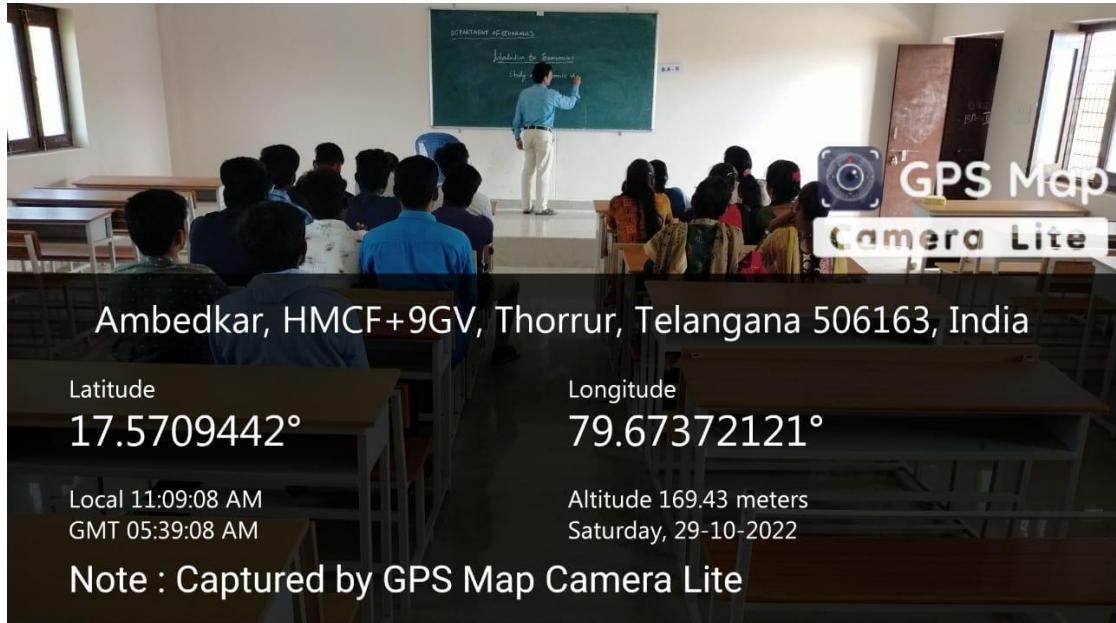 DEPARTMENT OF ECONOMICS
to Economics
Study
B.A - II
GPS Map
Camera Lite
Ambedkar, HMCF+9GV, Thorrur, Telangana 506163, India
Latitude
17.5709442°
Longitude
79.67372121°
Local 11:09:08 AM
GMT 05:39:08 AM
Altitude 169.43 meters
Saturday, 29-10-2022
Note : Captured by GPS Map Camera Lite